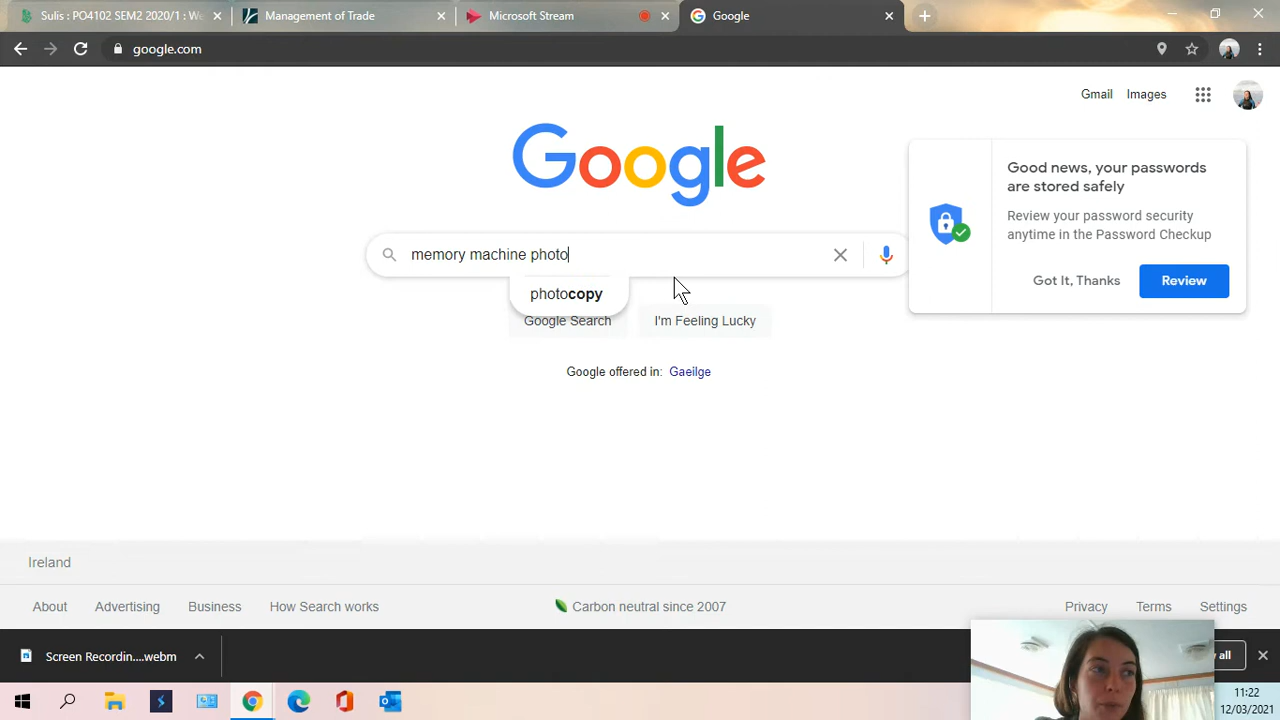 Sulis : PO4102 SEM2 2020/1 : We
Management of Trade
Microsoft Stream
Google
google.com
Gmail
Images
Google
Good news, your passwords
are stored safely
Review your password security
anytime in the Password Checkup
Got It, Thanks
Review
memory machine photo
photocopy
Google Search
I'm Feeling Lucky
Google offered in: Gaeilge
Ireland
About
Advertising
Business
How Search works
Carbon neutral since 2007
Privacy
Terms
Settings
Screen Recordin....webm
all
11:22
12/03/2021